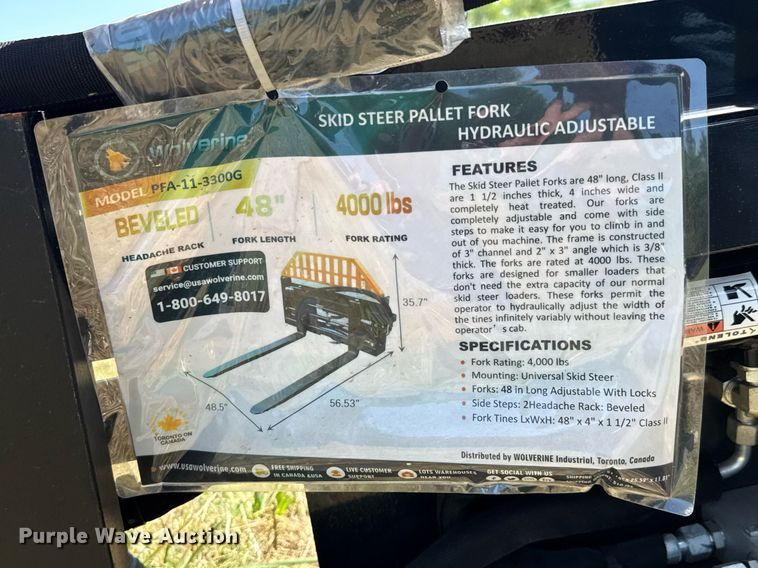 SKID STEER PALLET FORK
HYDRAULIC ADJUSTABLE
Wolverine
MODEL PFA-11-3300G
BEVELED
HEADACHE RACK
48"
FORK LENGTH
4000 lbs
FORK RATING
CUSTOMER SUPPORT
service@usawolverine.com
1-800-649-8017
35.7"
48.5"
56.53"
TORONTO ON
CANADA
FEATURES
The Skid Steer Pallet Forks are 48" long, Class II
are 1 1/2 inches thick, 4 inches wide and
completely heat treated. Our forks are
completely adjustable and come with side
steps to make it easy for you to climb in and
out of you machine. The frame is constructed
of 3" channel and 2" x 3" angle which is 3/8"
thick. The forks are rated at 4000 lbs. These
forks are designed for smaller loaders that
don't need the extra capacity of our normal
skid steer loaders. These forks permit the
operator to hydraulically adjust the width of
the tines infinitely variably without leaving the
operator's cab.
SPECIFICATIONS
• Fork Rating: 4,000 lbs
• Mounting: Universal Skid Steer
• Forks: 48 in Long Adjustable With Locks
• Side Steps: 2Headache Rack: Beveled
• Fork Tines LxWxH: 48" x 4" x 1 1/2" Class II
Distributed by WOLVERINE Industrial, Toronto, Canada
www.usawolverine.com
FREE SHIPPING
IN CANADA &USA
LIVE CUSTOMER
SUPPORT
LOTS WAREHOUSES
NEAR YOU
GET SOCIAL WITH US
Purple Wave Auction